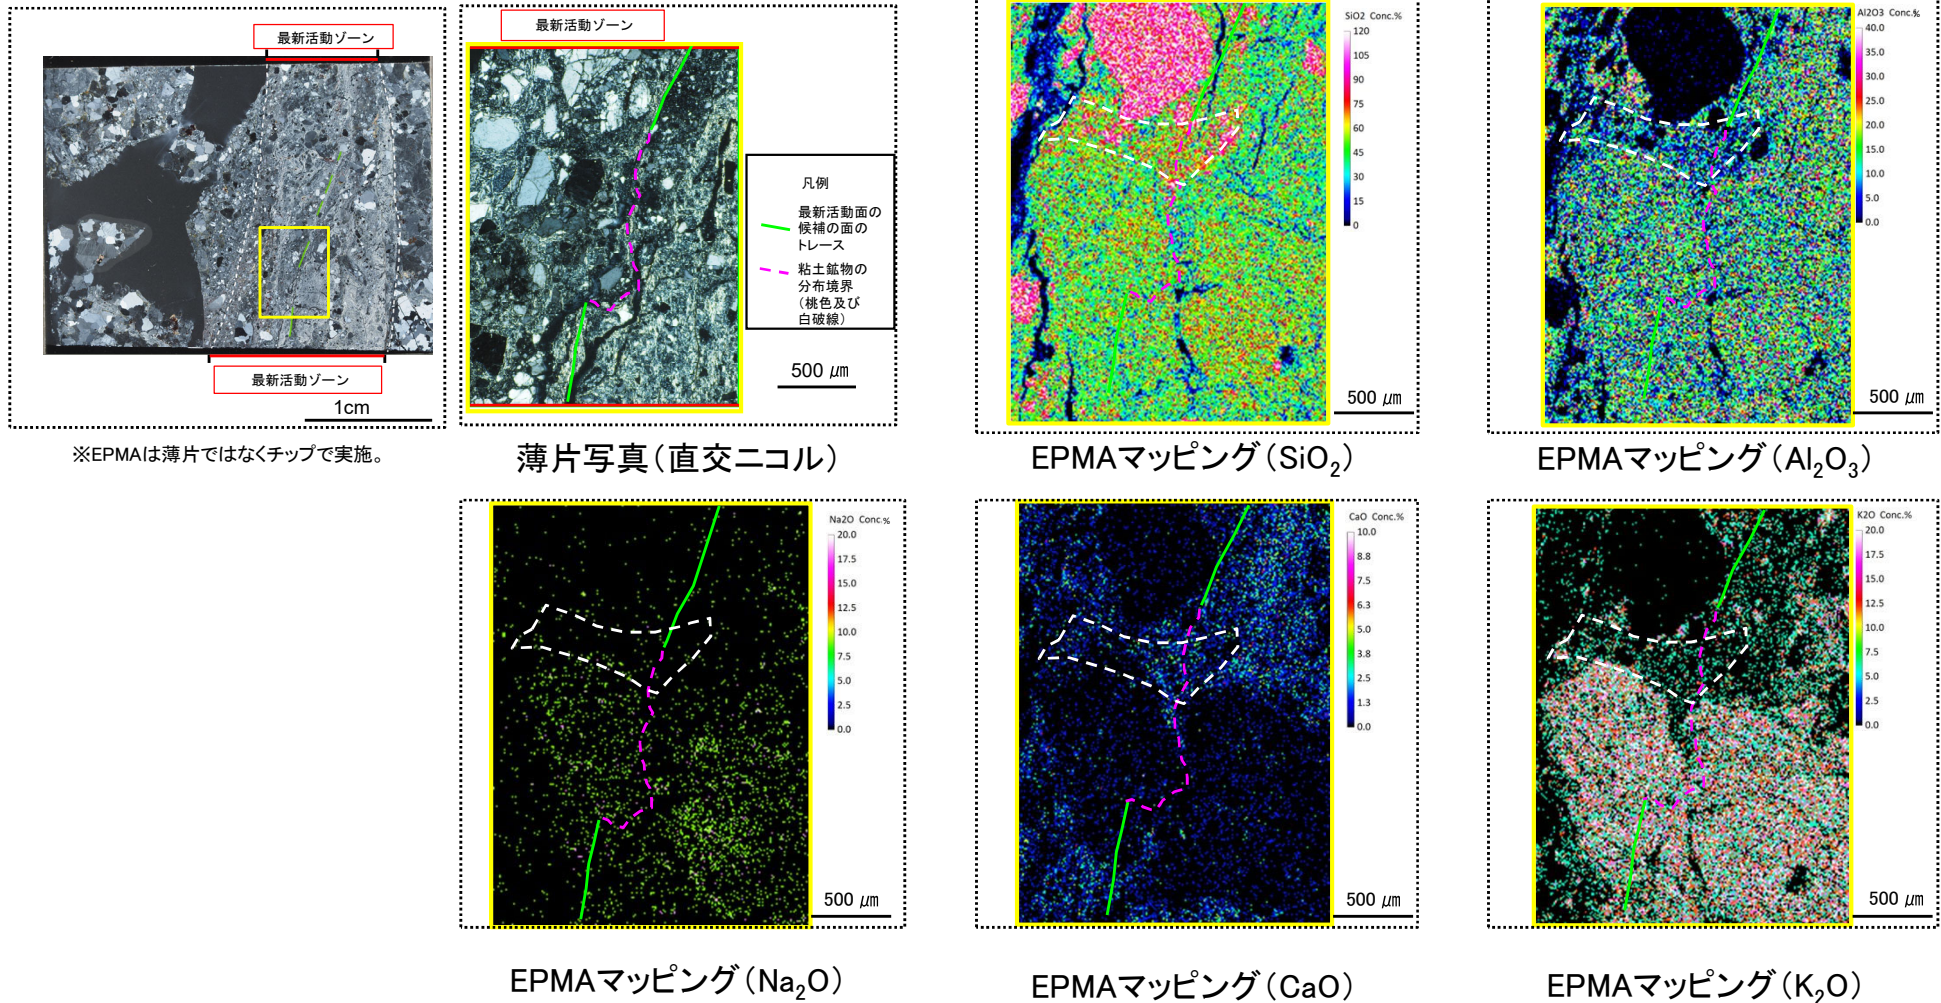 最新活動ゾーン
最新活動ゾーン
1cm
※EPMAは薄片ではなくチップで実施。
最新活動ゾーン
凡例
最新活動面の
候補の面の
トレース
粘土鉱物の
分布境界
(桃色及び
白破線)
500 μm
薄片写真(直交ニコル)
SiO2 Conc.%
120
105
90
75
60
45
30
15
0
500 μm
EPMAマッピング(SiO₂)
Al2O3 Conc.%
40.0
35.0
30.0
25.0
20.0
15.0
10.0
5.0
0.0
500 μm
EPMAマッピング(Al₂O₃)
Na2O Conc.%
20.0
17.5
15.0
12.5
10.0
7.5
5.0
2.5
0.0
500 μm
EPMAマッピング(Na₂O)
CaO Conc.%
10.0
8.8
7.5
6.3
5.0
3.8
2.5
1.3
0.0
500 μm
EPMAマッピング(CaO)
K2O Conc.%
20.0
17.5
15.0
12.5
10.0
7.5
5.0
2.5
0.0
500 μm
EPMAマッピング(K₂O)